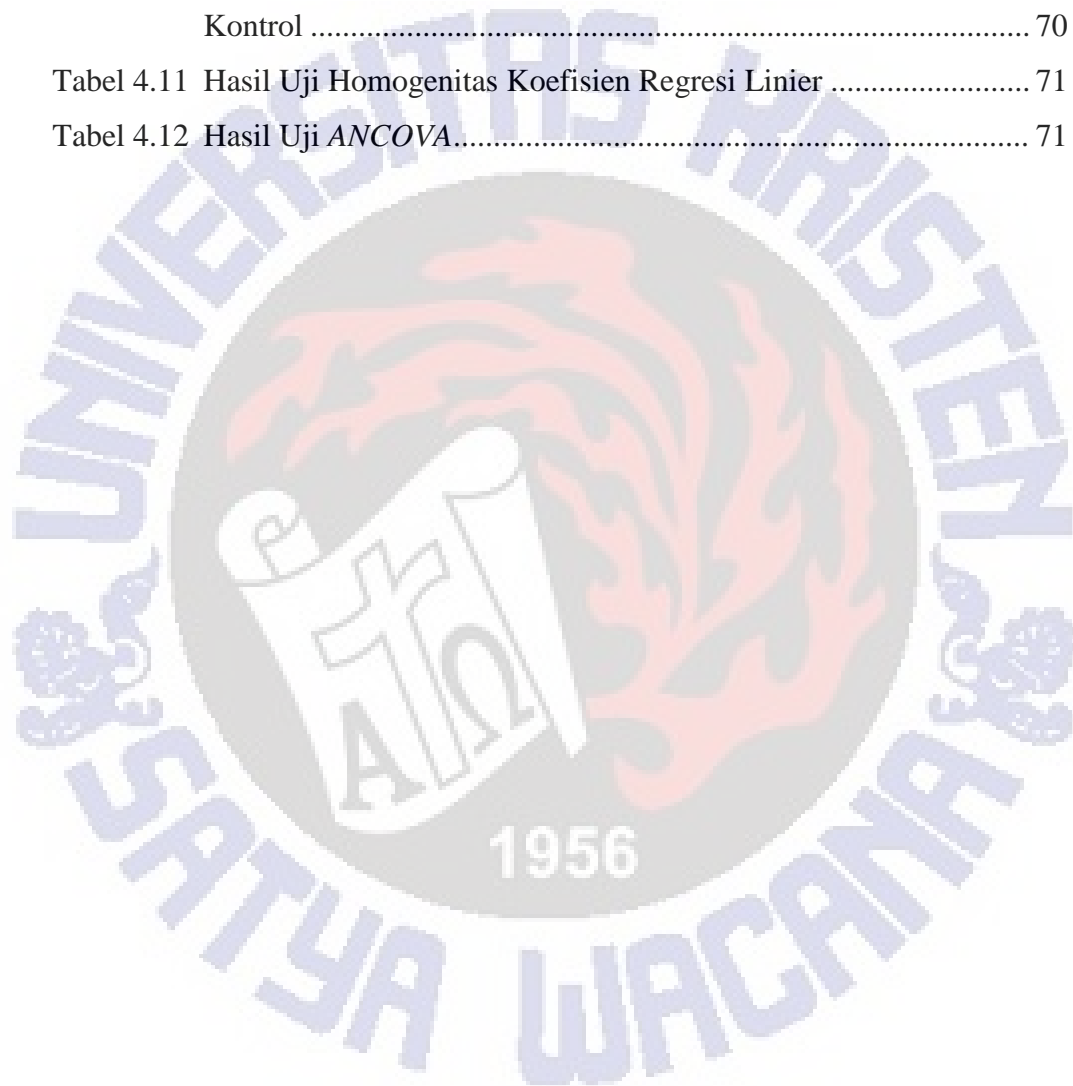 Kontrol ............................................................................................ 70
Tabel 4.11 Hasil Uji Homogenitas Koefisien Regresi Linier ......................... 71
Tabel 4.12 Hasil Uji ANCOVA......................................................................... 71
UNIVERSITAS KRISTEN
Α Ω
1956
SATYA WACANA